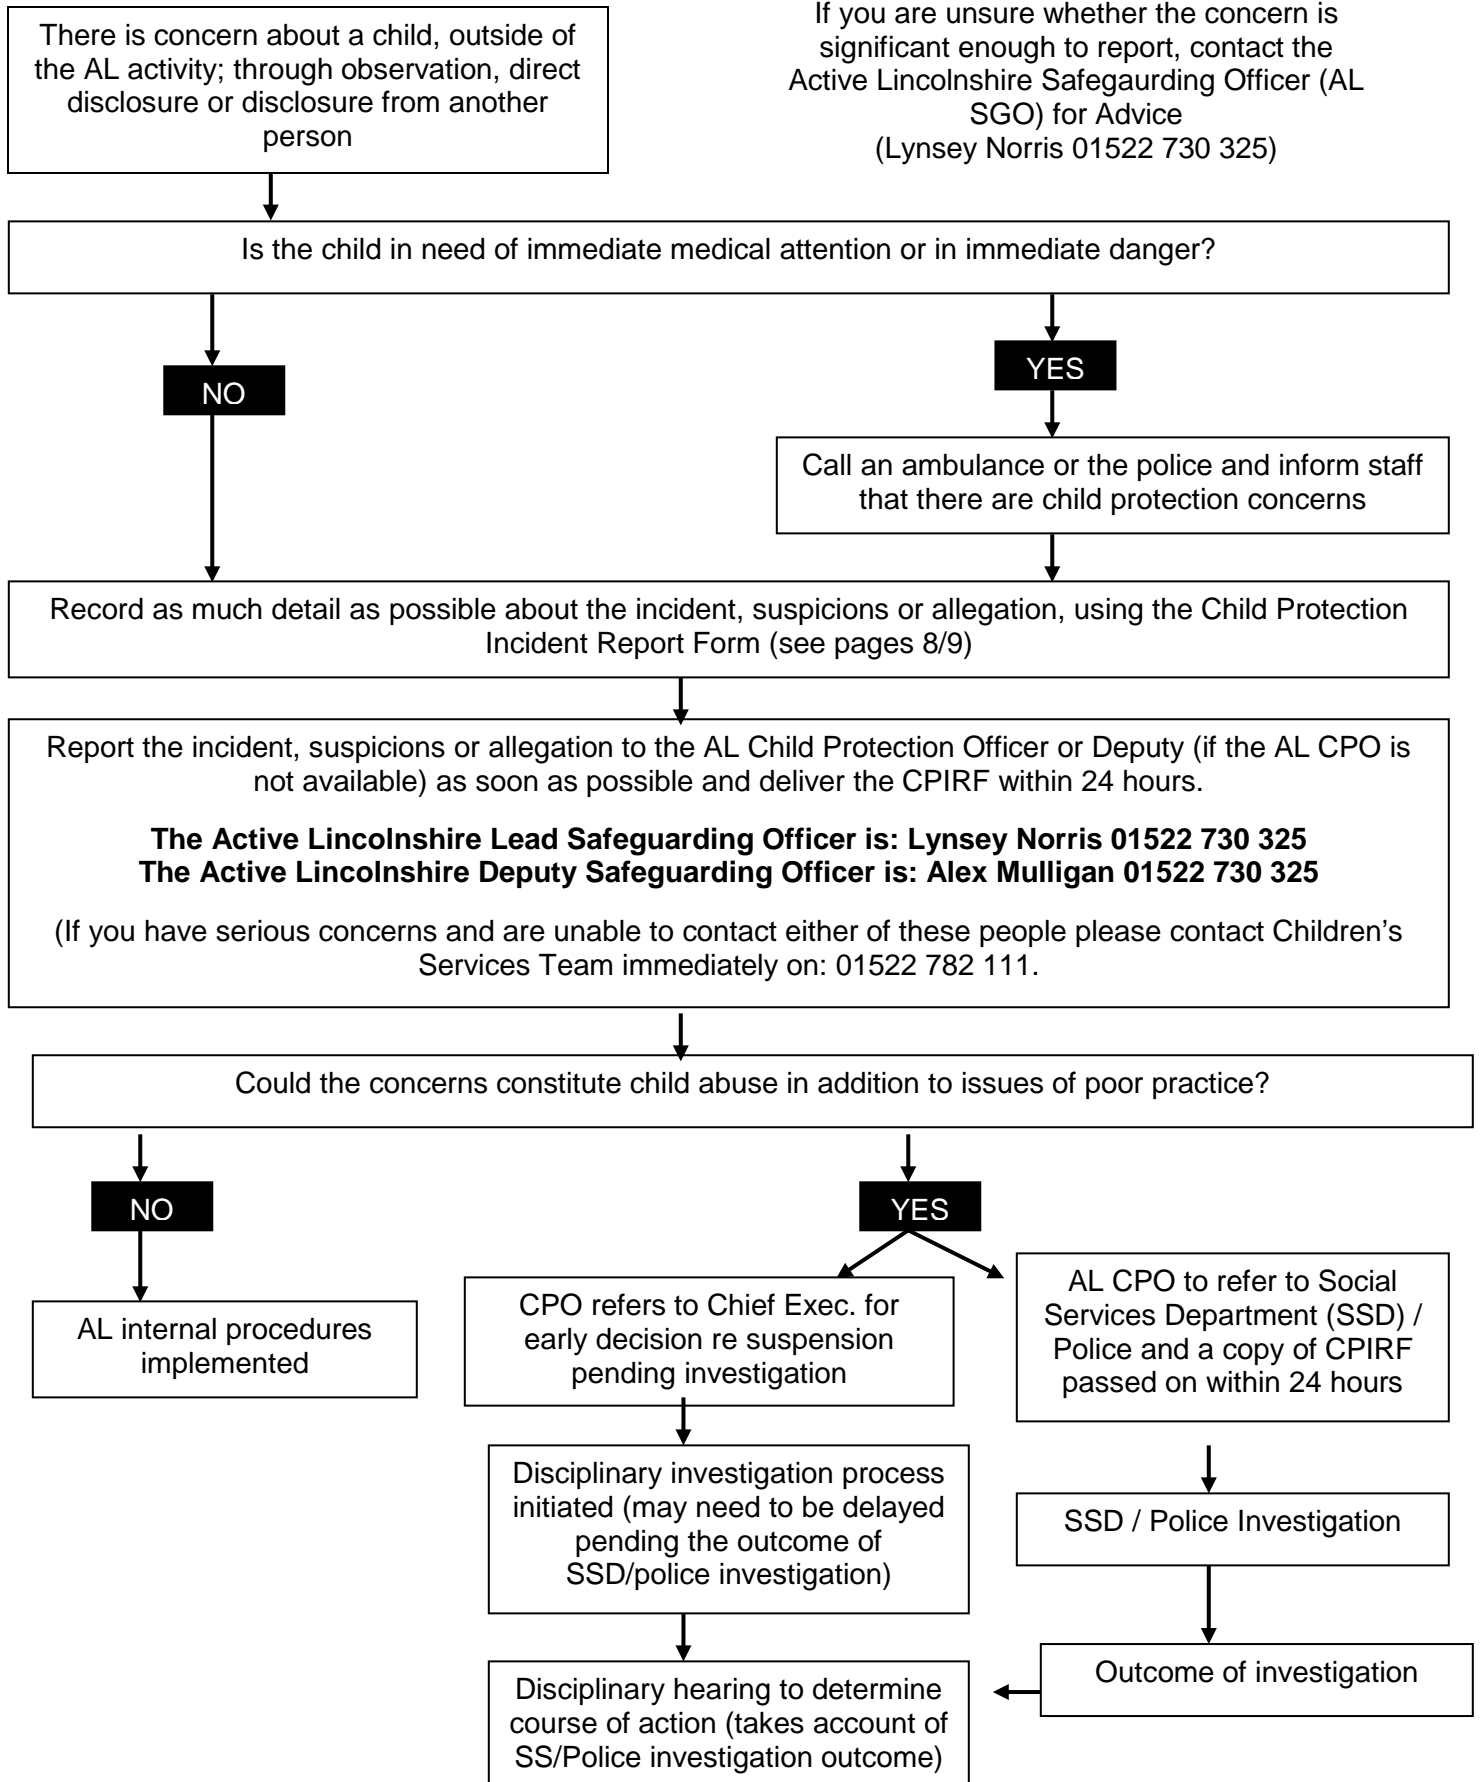 There is concern about a child, outside of
the AL activity; through observation, direct
disclosure or disclosure from another
person
If you are unsure whether the concern is
significant enough to report, contact the
Active Lincolnshire Safegaurding Officer (AL
SGO) for Advice
(Lynsey Norris 01522 730 325)
Is the child in need of immediate medical attention or in immediate danger?
NO
YES
Call an ambulance or the police and inform staff
that there are child protection concerns
Record as much detail as possible about the incident, suspicions or allegation, using the Child Protection
Incident Report Form (see pages 8/9)
Report the incident, suspicions or allegation to the AL Child Protection Officer or Deputy (if the AL CPO is
not available) as soon as possible and deliver the CPIRF within 24 hours.
The Active Lincolnshire Lead Safeguarding Officer is: Lynsey Norris 01522 730 325
The Active Lincolnshire Deputy Safeguarding Officer is: Alex Mulligan 01522 730 325
(If you have serious concerns and are unable to contact either of these people please contact Children's
Services Team immediately on: 01522 782 111.
Could the concerns constitute child abuse in addition to issues of poor practice?
NO
YES
AL internal procedures
implemented
CPO refers to Chief Exec. for
early decision re suspension
pending investigation
AL CPO to refer to Social
Services Department (SSD) /
Police and a copy of CPIRF
passed on within 24 hours
Disciplinary investigation process
initiated (may need to be delayed
pending the outcome of
SSD/police investigation)
SSD / Police Investigation
Outcome of investigation
Disciplinary hearing to determine
course of action (takes account of
SS/Police investigation outcome)